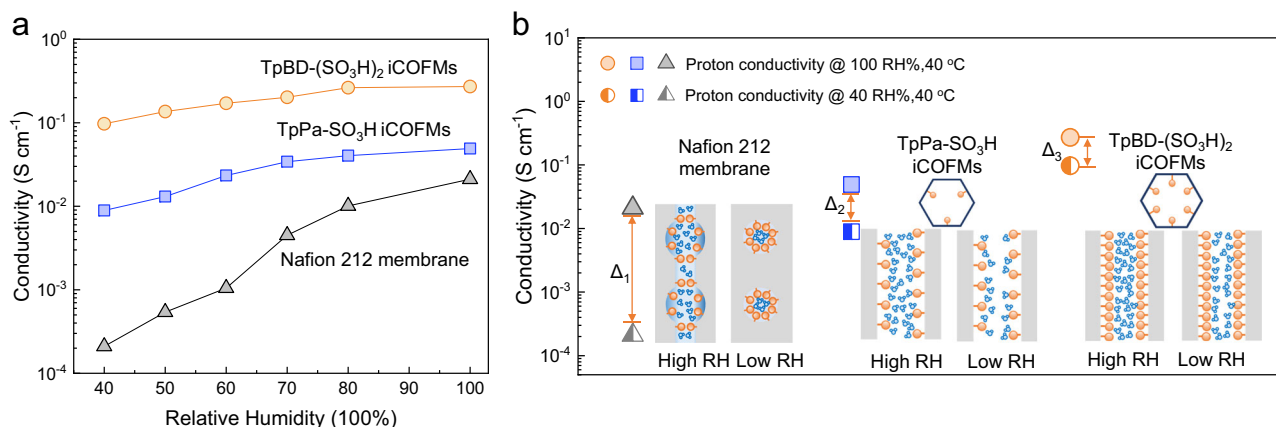 a
10⁰
10⁻¹
10⁻²
10⁻³
10⁻⁴
Conductivity (S cm⁻¹)
TpBD-(SO₃H)₂ iCOFMs
TpPa-SO₃H iCOFMs
Nafion 212 membrane
40 50 60 70 80 90 100
Relative Humidity (100%)
b
10¹
10⁰
10⁻¹
10⁻²
10⁻³
10⁻⁴
Conductivity (S cm⁻¹)
Proton conductivity @ 100 RH%,40 °C
Proton conductivity @ 40 RH%,40 °C
Nafion 212
membrane
TpPa-SO₃H
iCOFMs
TpBD-(SO₃H)₂
iCOFMs
Δ₁
Δ₂
Δ₃
High RH Low RH
High RH Low RH
High RH Low RH